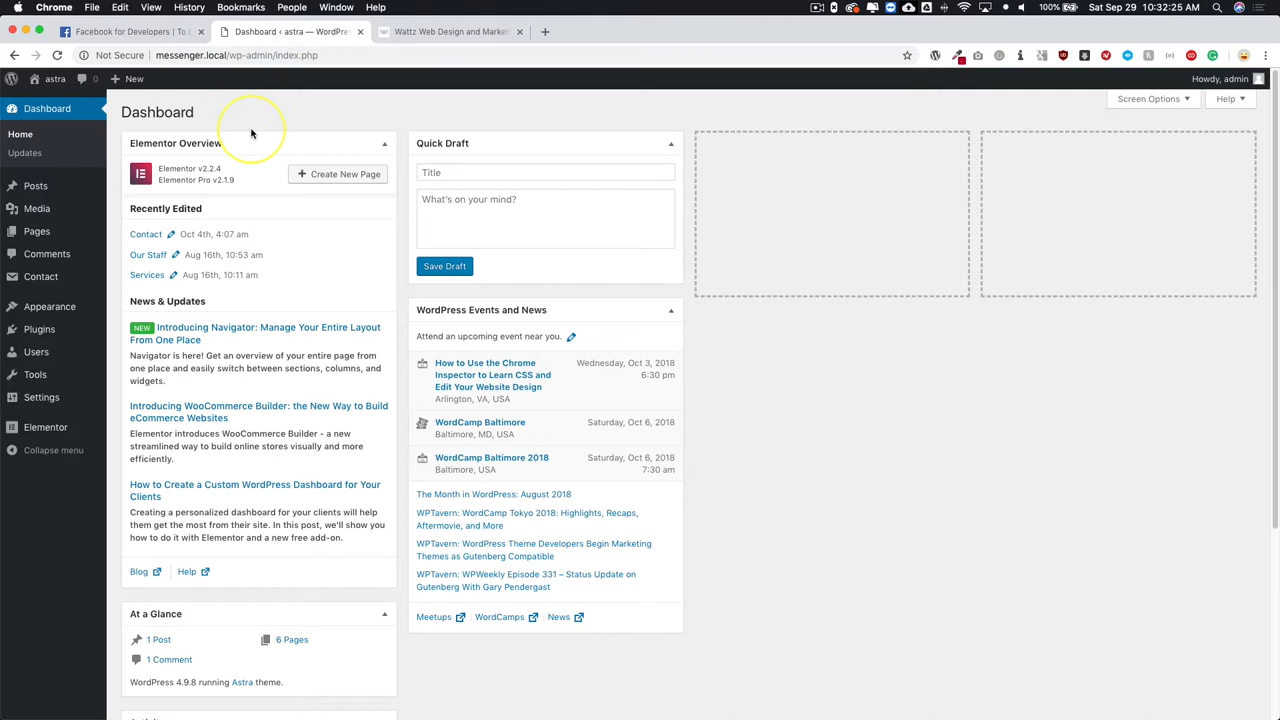 Chrome File Edit View History Bookmarks People Window Help
100% Sat Sep 29 10:32:25 AM
Facebook for Developers | To b
Dashboard ‹ astra — WordPres
Wattz Web Design and Market
Not Secure messenger.local/wp-admin/index.php
astra 0 New
Howdy, admin
Dashboard
Home
Updates
Posts
Media
Pages
Comments
Contact
Appearance
Plugins
Users
Tools
Settings
Elementor
Collapse menu
Dashboard
Screen Options
Help
Elementor Overview
Elementor v2.2.4
Elementor Pro v2.1.9
Create New Page
Recently Edited
Contact Oct 4th, 4:07 am
Our Staff Aug 16th, 10:53 am
Services Aug 16th, 10:11 am
News & Updates
NEW Introducing Navigator: Manage Your Entire Layout
From One Place
Navigator is here! Get an overview of your entire page from
one place and easily switch between sections, columns, and
widgets.
Introducing WooCommerce Builder: the New Way to Build
eCommerce Websites
Elementor introduces WooCommerce Builder - a new
streamlined way to build online stores visually and more
efficiently.
How to Create a Custom WordPress Dashboard for Your
Clients
Creating a personalized dashboard for your clients will help
them get the most from their site. In this post, we'll show you
how to do it with Elementor and a new free add-on.
Blog Help
At a Glance
1 Post 6 Pages
1 Comment
WordPress 4.9.8 running Astra theme.
Quick Draft
Title
What's on your mind?
Save Draft
WordPress Events and News
Attend an upcoming event near you.
How to Use the Chrome
Inspector to Learn CSS and
Edit Your Website Design
Arlington, VA, USA
Wednesday, Oct 3, 2018
6:30 pm
WordCamp Baltimore
Baltimore, MD, USA
Saturday, Oct 6, 2018
WordCamp Baltimore 2018
Baltimore, USA
Saturday, Oct 6, 2018
7:30 am
The Month in WordPress: August 2018
WPTavern: WordCamp Tokyo 2018: Highlights, Recaps,
Aftermovie, and More
WPTavern: WordPress Theme Developers Begin Marketing
Themes as Gutenberg Compatible
WPTavern: WPWeekly Episode 331 – Status Update on
Gutenberg With Gary Pendergast
Meetups WordCamps News